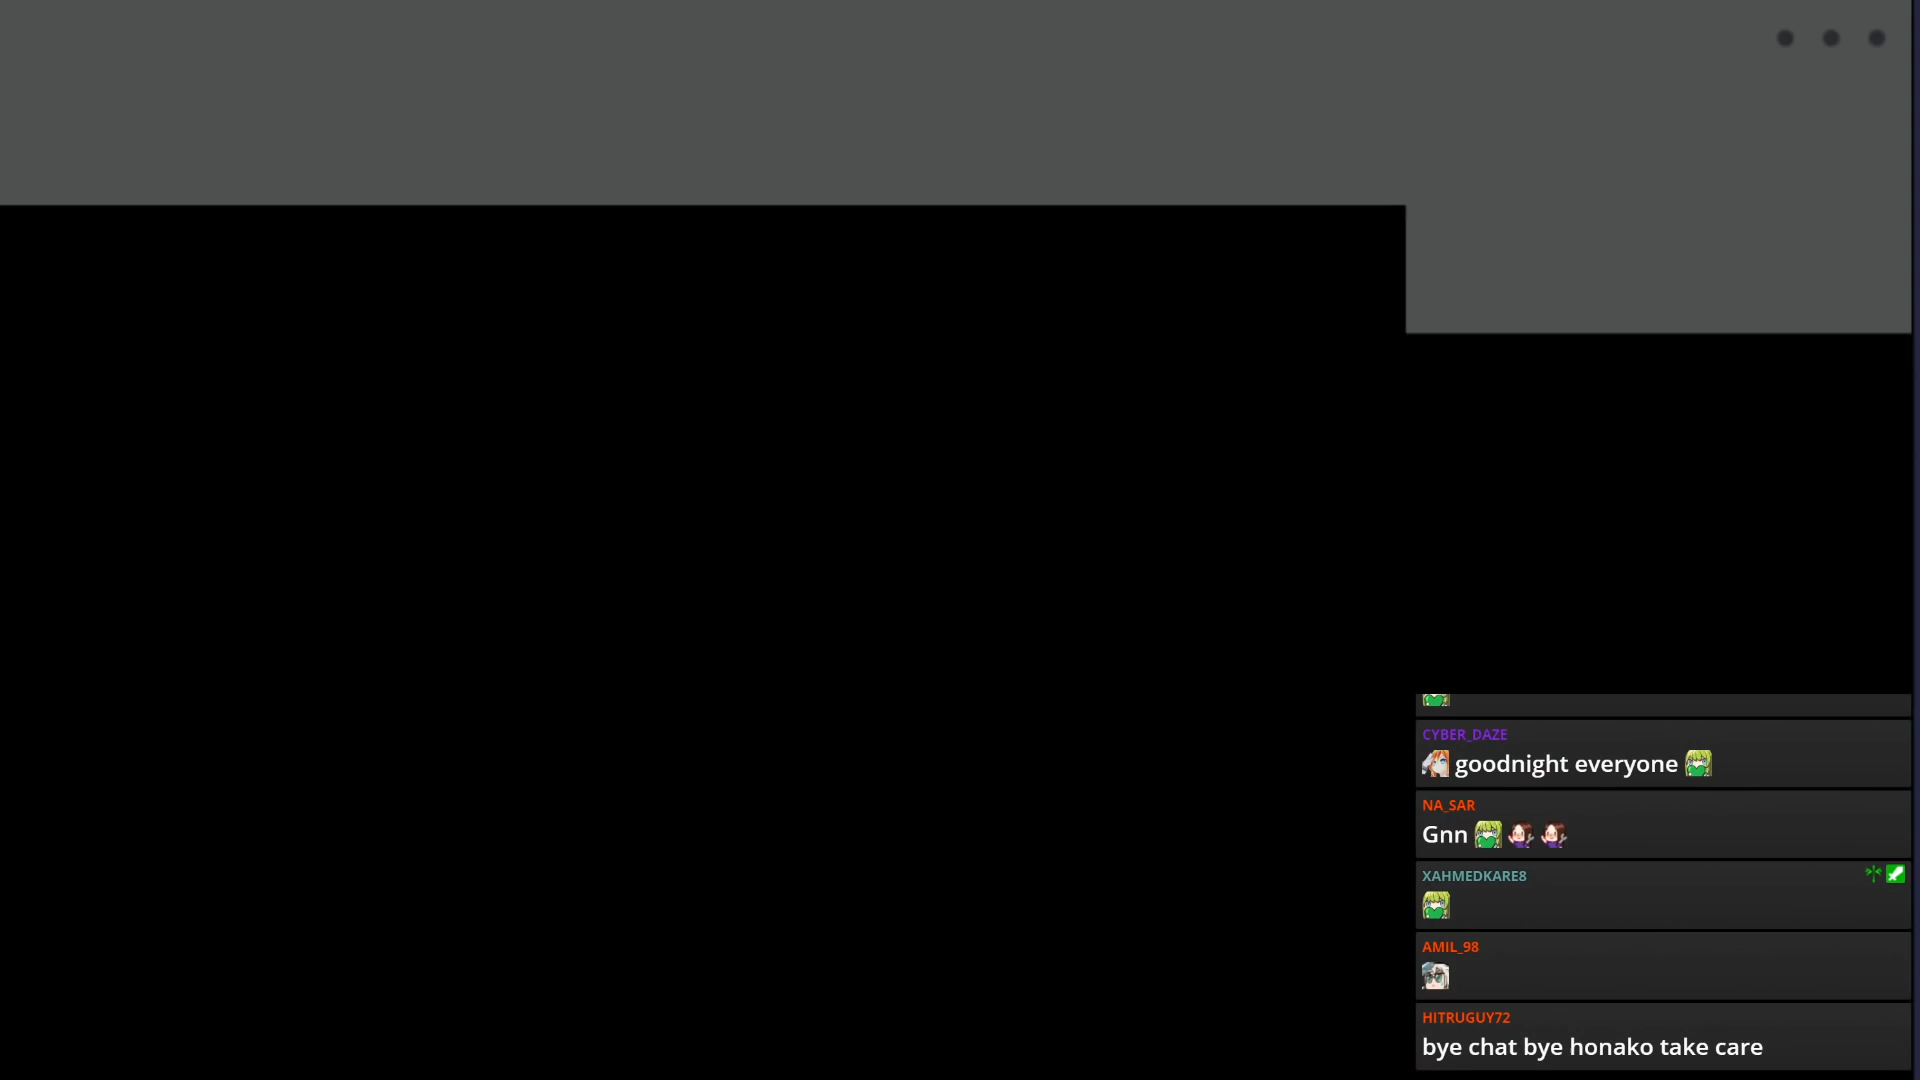 CYBER_DAZE
goodnight everyone
NA_SAR
Gnn
XAHMEDKARE8
AMIL_98
HITRUGUY72
bye chat bye honako take care